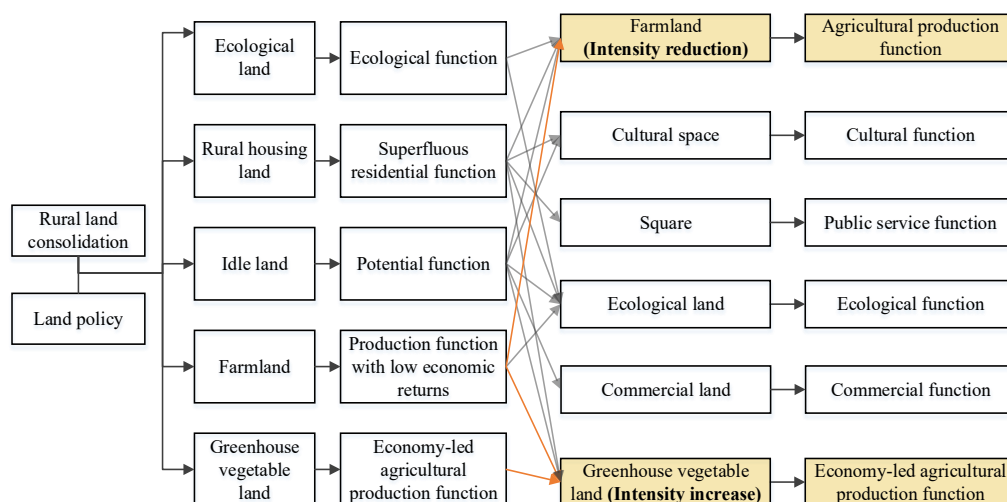 Rural land
consolidation
Land policy
Ecological
land
Rural housing
land
Idle land
Farmland
Greenhouse
vegetable
land
Ecological function
Superfluous
residential function
Potential function
Production function
with low economic
returns
Economy-led
agricultural
production function
Farmland
(Intensity reduction)
Cultural space
Square
Ecological land
Commercial land
Greenhouse vegetable
land (Intensity increase)
Agricultural production
function
Cultural function
Public service function
Ecological function
Commercial function
Economy-led agricultural
production function